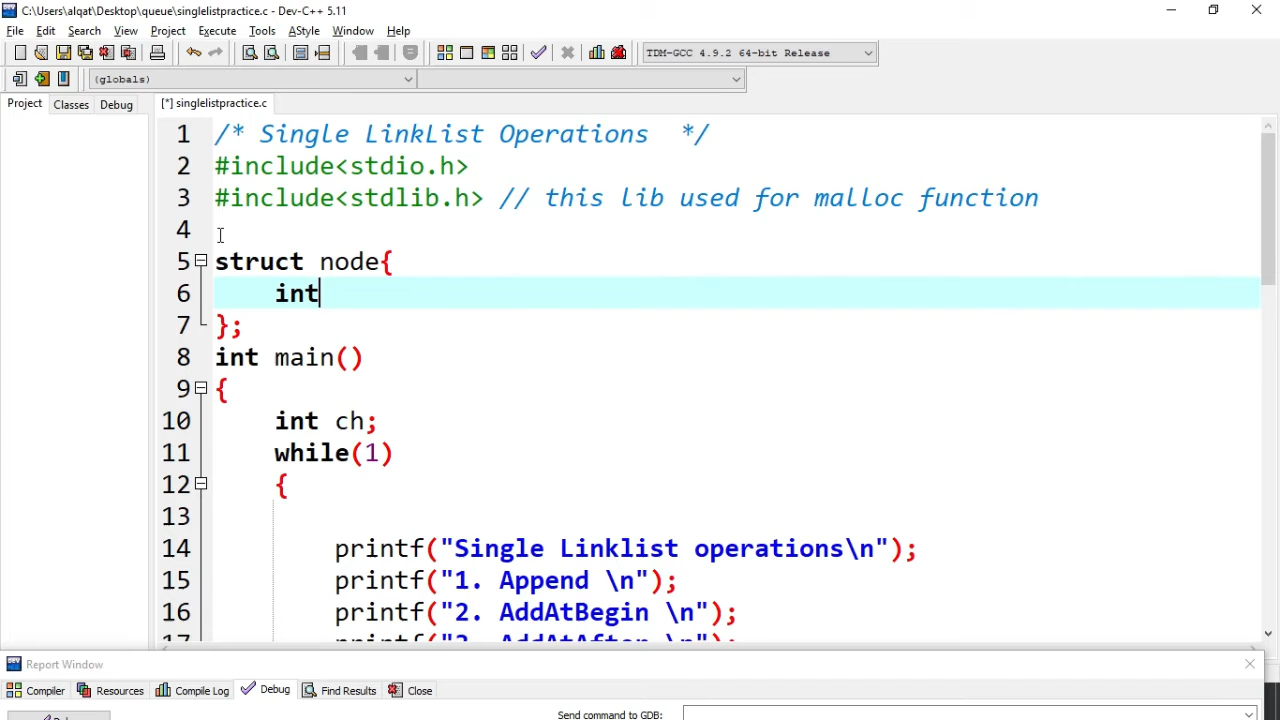 C:\Users\alqat\Desktop\queue\singlelistpractice.c - Dev-C++ 5.11
File Edit Search View Project Execute Tools AStyle Window Help
TDM-GCC 4.9.2 64-bit Release
(globals)
Project Classes Debug [*] singlelistpractice.c
1 /* Single LinkList Operations  */
2 #include<stdio.h>
3 #include<stdlib.h> // this lib used for malloc function
4
5 struct node{
6     int
7 };
8 int main()
9 {
10     int ch;
11     while(1)
12     {
13
14         printf("Single Linklist operations\n");
15         printf("1. Append \n");
16         printf("2. AddAtBegin \n");
17         printf("3. AddAtAfter \n");
Report Window
Compiler Resources Compile Log Debug Find Results Close
Send command to GDB: